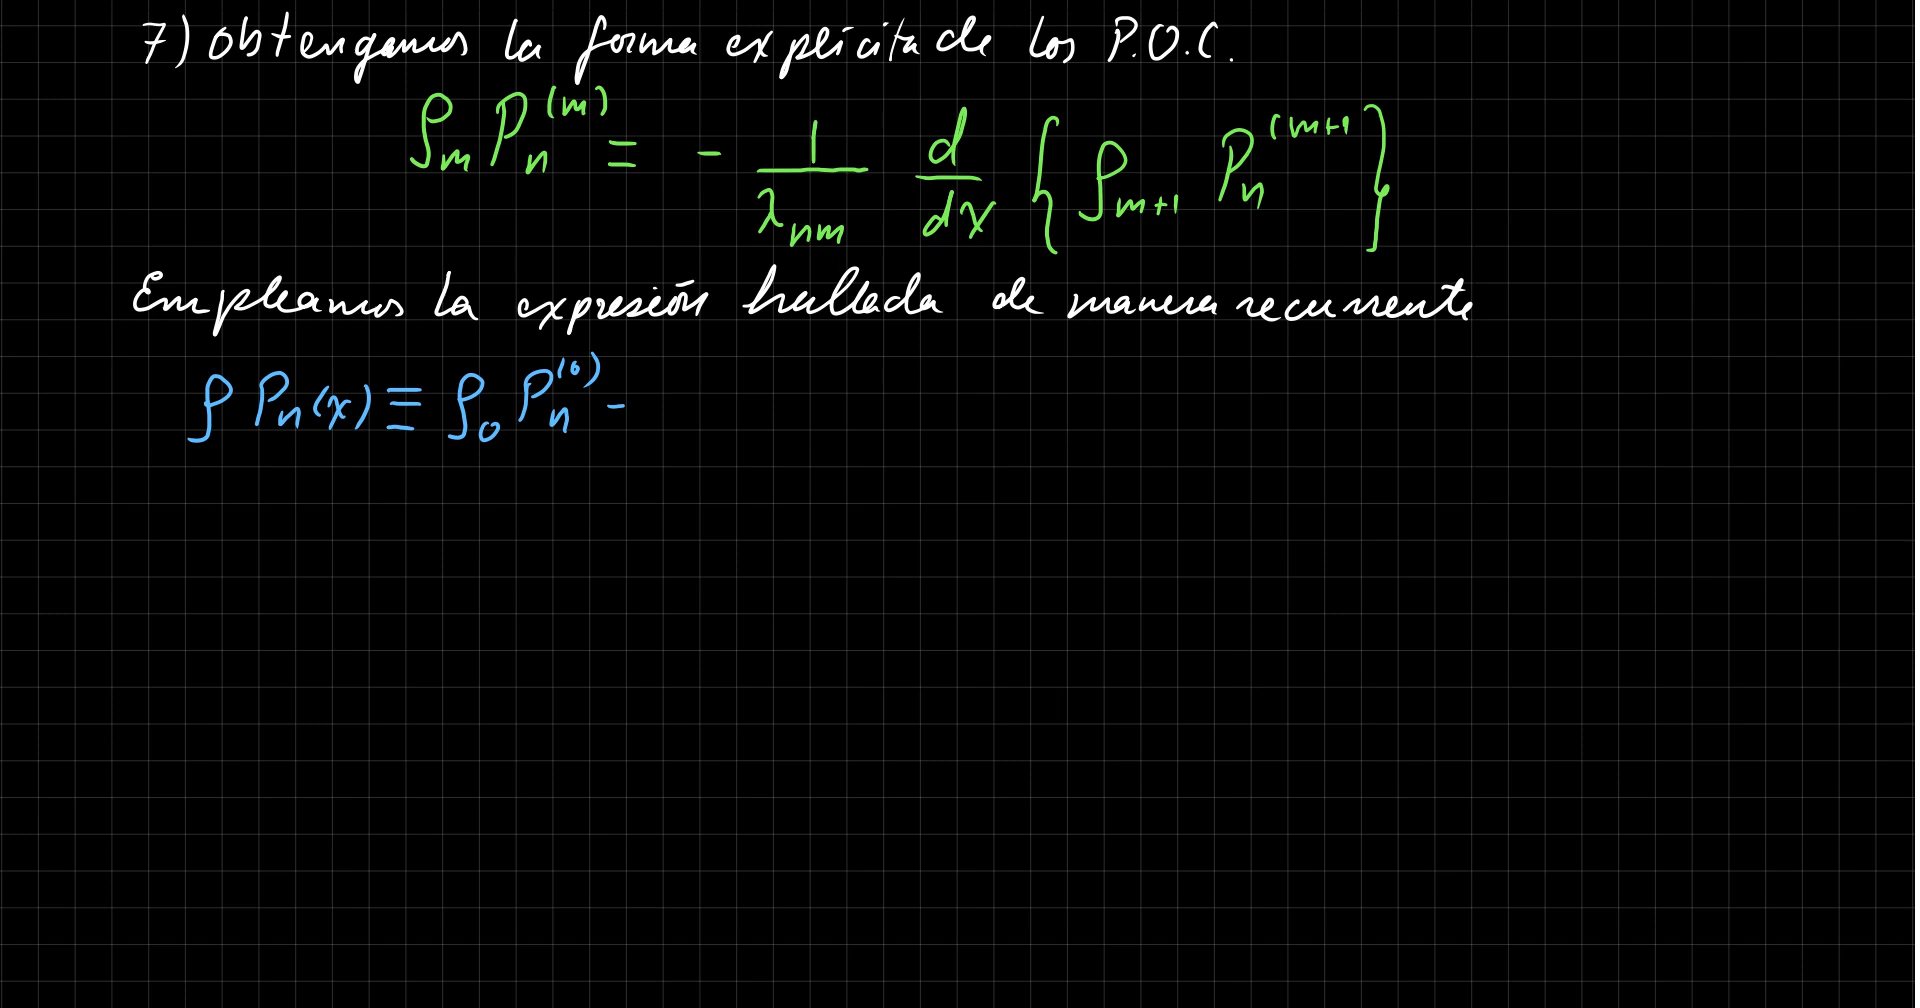 7) Obtengamos la forma explícita de los P.O.C.
ρ_m P_n^(m) = - 1/λ_nm d/dx { ρ_m+1 P_n^(m+1 }
Empleamos la expresión hallada de manera recurrente
ρ P_n(x) ≡ ρ_0 P_n^(0) -